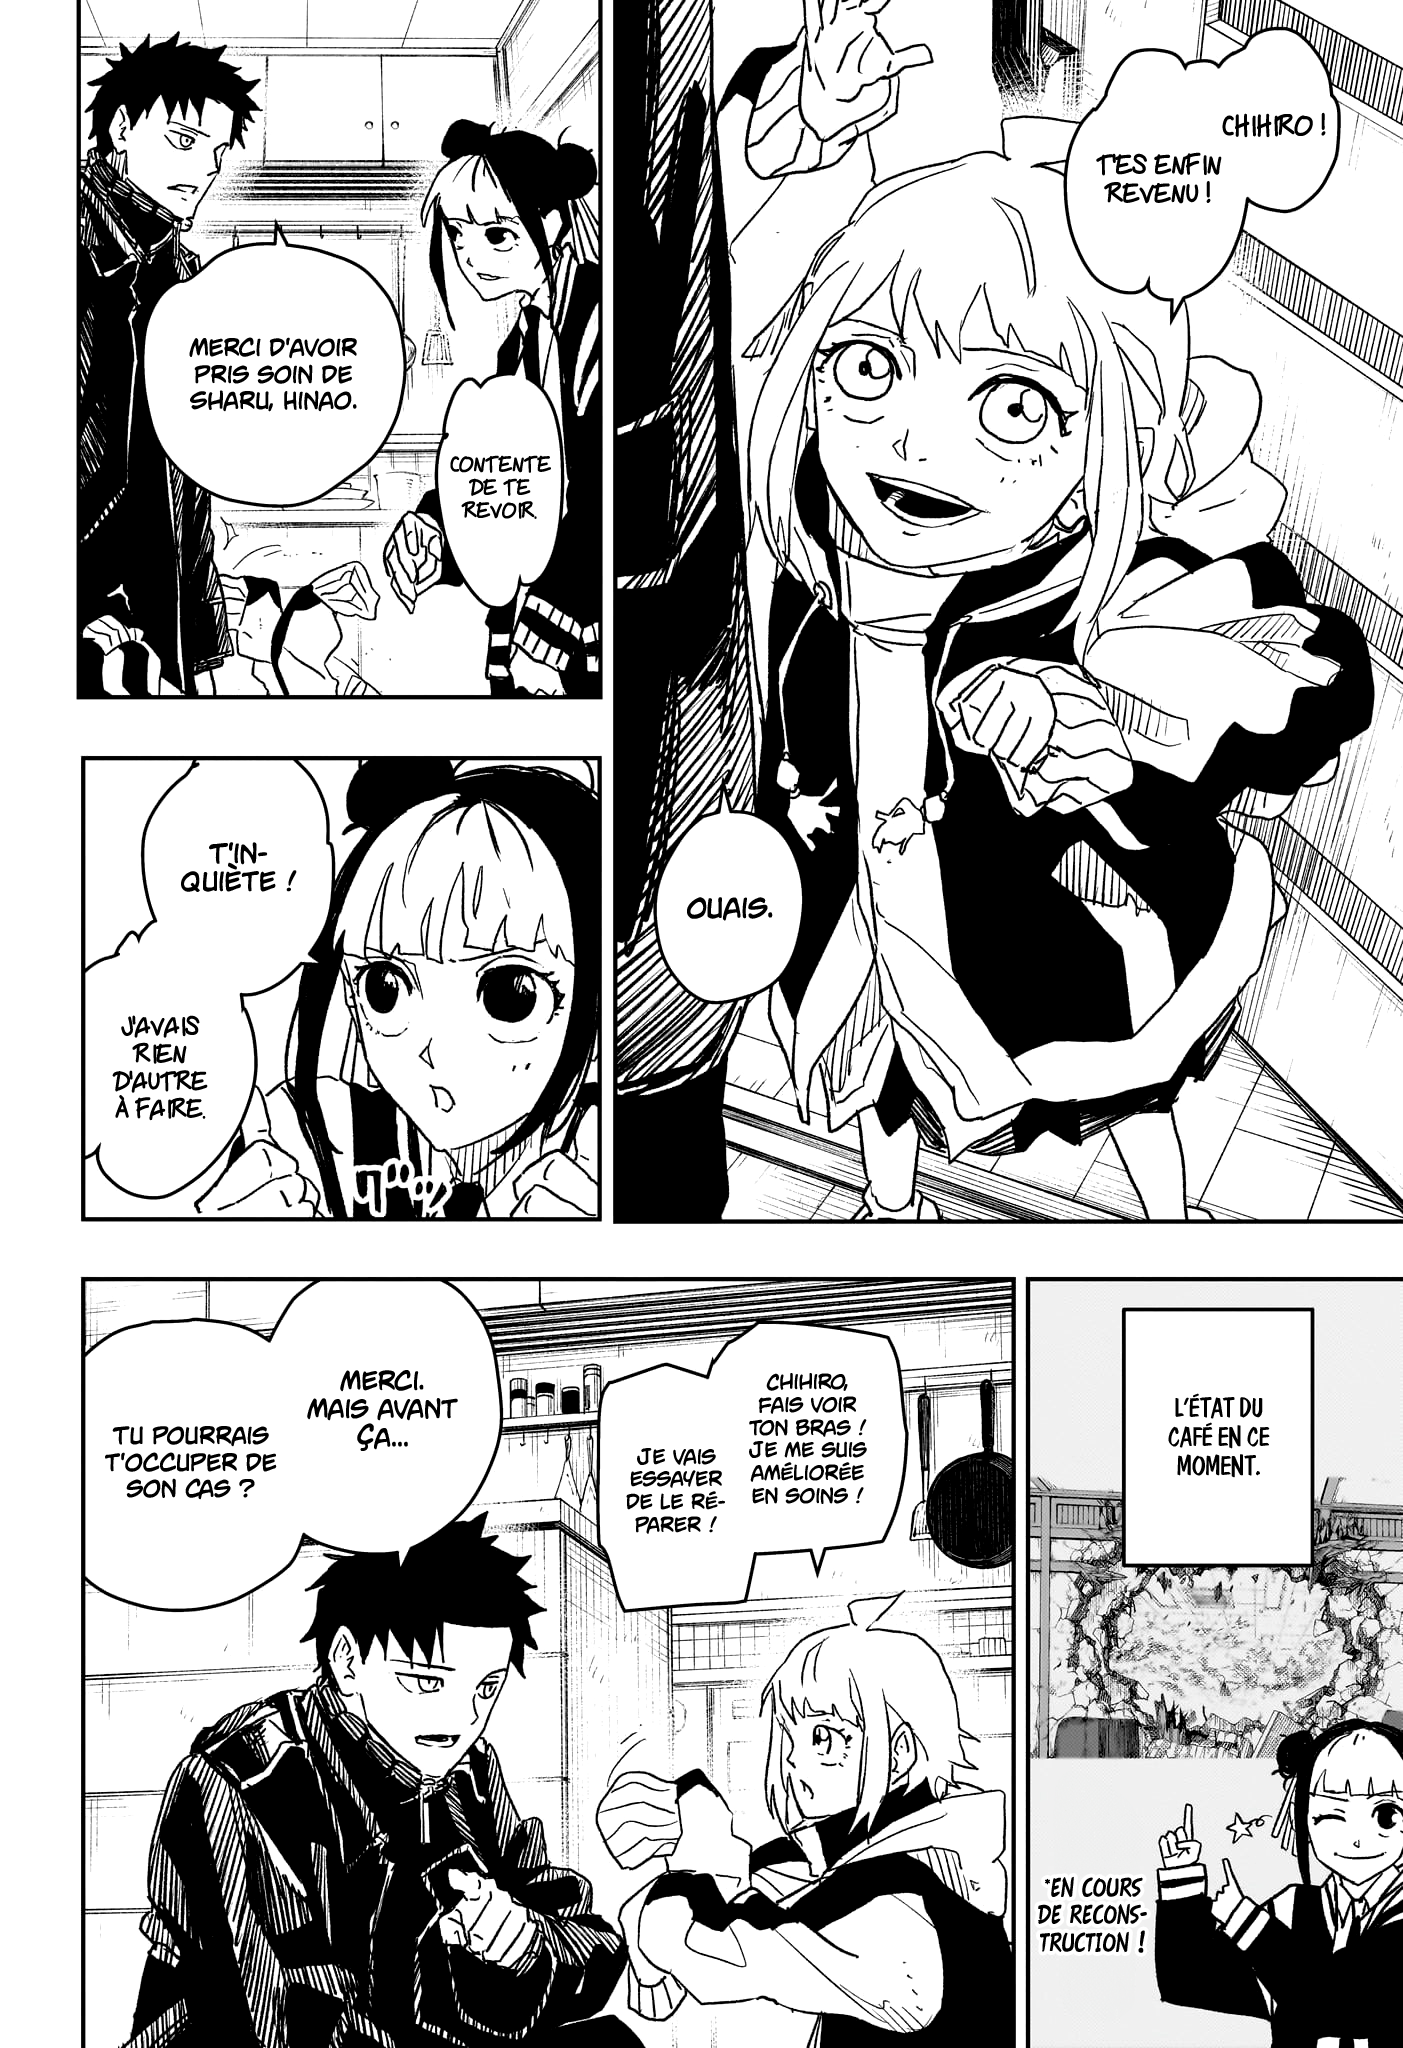 CHIHIRO !
T'ES ENFIN
REVENU !
OUAIS.
MERCI D'AVOIR
PRIS SOIN DE
SHARU, HINAO.
CONTENTE
DE TE
REVOIR.
T'IN-
QUIÈTE !
J'AVAIS
RIEN
D'AUTRE
À FAIRE.
L'ÉTAT DU
CAFÉ EN CE
MOMENT.
*EN COURS
DE RECONS-
TRUCTION !
CHIHIRO,
FAIS VOIR
TON BRAS !
JE ME SUIS
AMÉLIORÉE
EN SOINS !
JE VAIS
ESSAYER
DE LE RÉ-
PARER !
MERCI.
MAIS AVANT
ÇA...
TU POURRAIS
T'OCCUPER DE
SON CAS ?